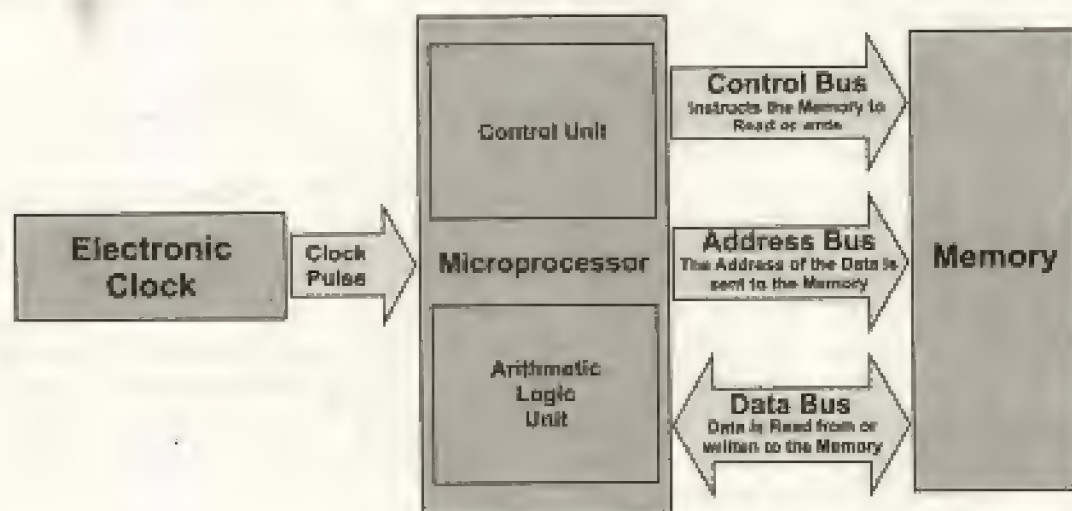 Electronic
Clock
Clock
Pulse
Control Unit
Microprocessor
Arithmatic
Logic
Unit
Control Bus
Instructs the Memory to
Read or write
Address Bus
The Address of the Data is
sent to the Memory
Data Bus
Data is Read from or
written to the Memory
Memory